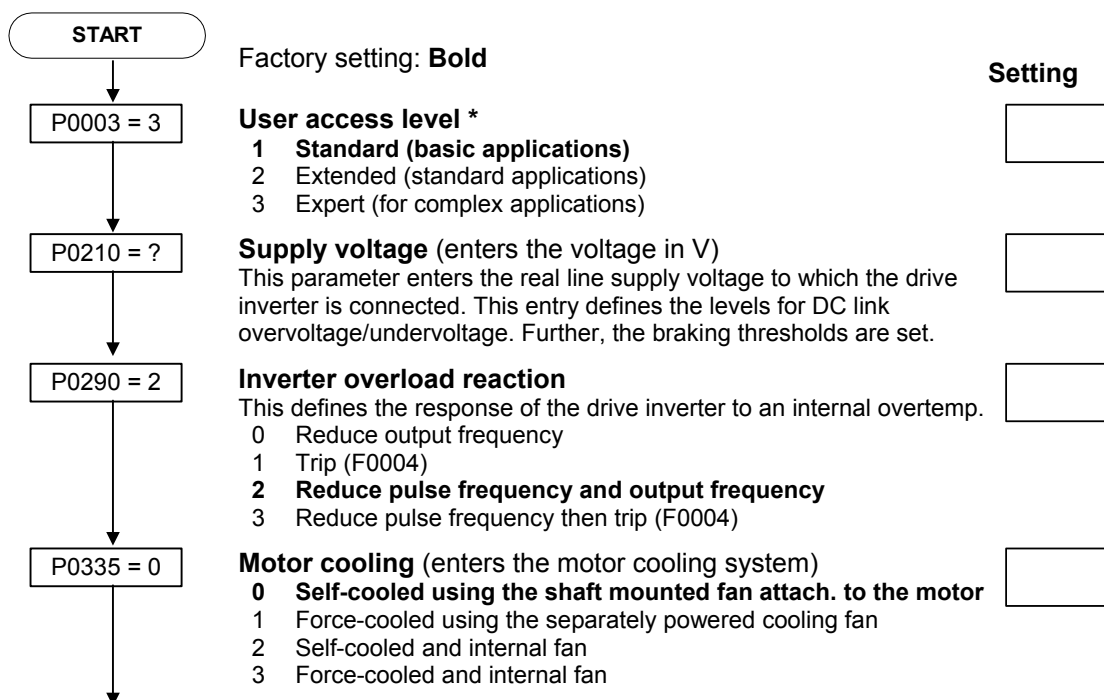 START
Factory setting: Bold
Setting
P0003 = 3
User access level *
1 Standard (basic applications)
2 Extended (standard applications)
3 Expert (for complex applications)
P0210 = ?
Supply voltage (enters the voltage in V)
This parameter enters the real line supply voltage to which the drive
inverter is connected. This entry defines the levels for DC link
overvoltage/undervoltage. Further, the braking thresholds are set.
P0290 = 2
Inverter overload reaction
This defines the response of the drive inverter to an internal overtemp.
0 Reduce output frequency
1 Trip (F0004)
2 Reduce pulse frequency and output frequency
3 Reduce pulse frequency then trip (F0004)
P0335 = 0
Motor cooling (enters the motor cooling system)
0 Self-cooled using the shaft mounted fan attach. to the motor
1 Force-cooled using the separately powered cooling fan
2 Self-cooled and internal fan
3 Force-cooled and internal fan